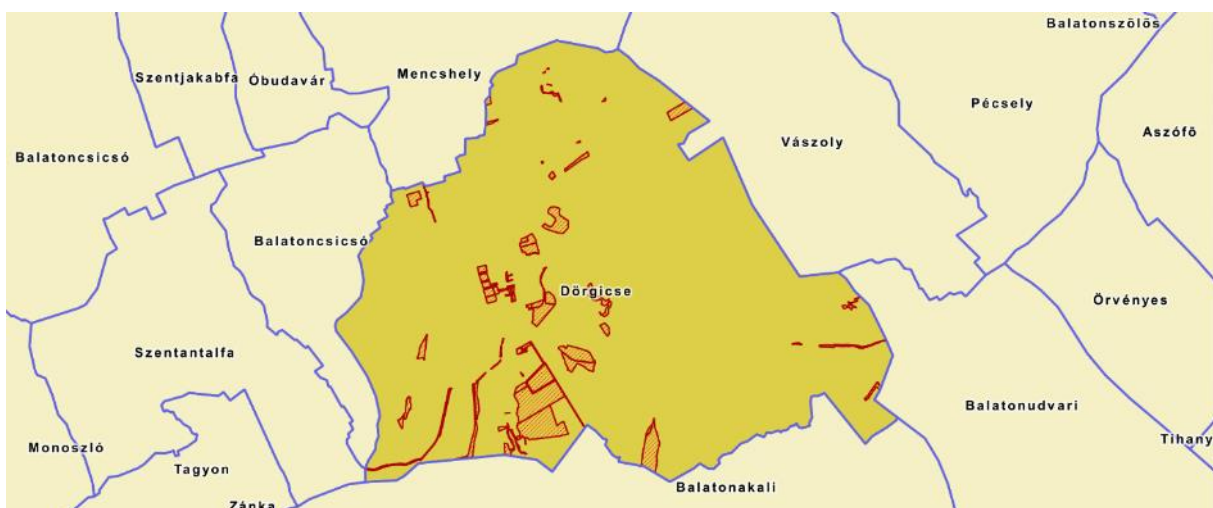 Balatonszőlős
Szentjakabfa
Óbudavár
Mencshely
Pécsely
Aszófő
Vászoly
Balatoncsicsó
Balatoncsicsó
Dörgicse
Örvényes
Szentantalfa
Balatonudvari
Monoszló
Tihany
Tagyon
Balatonakali
Zánka